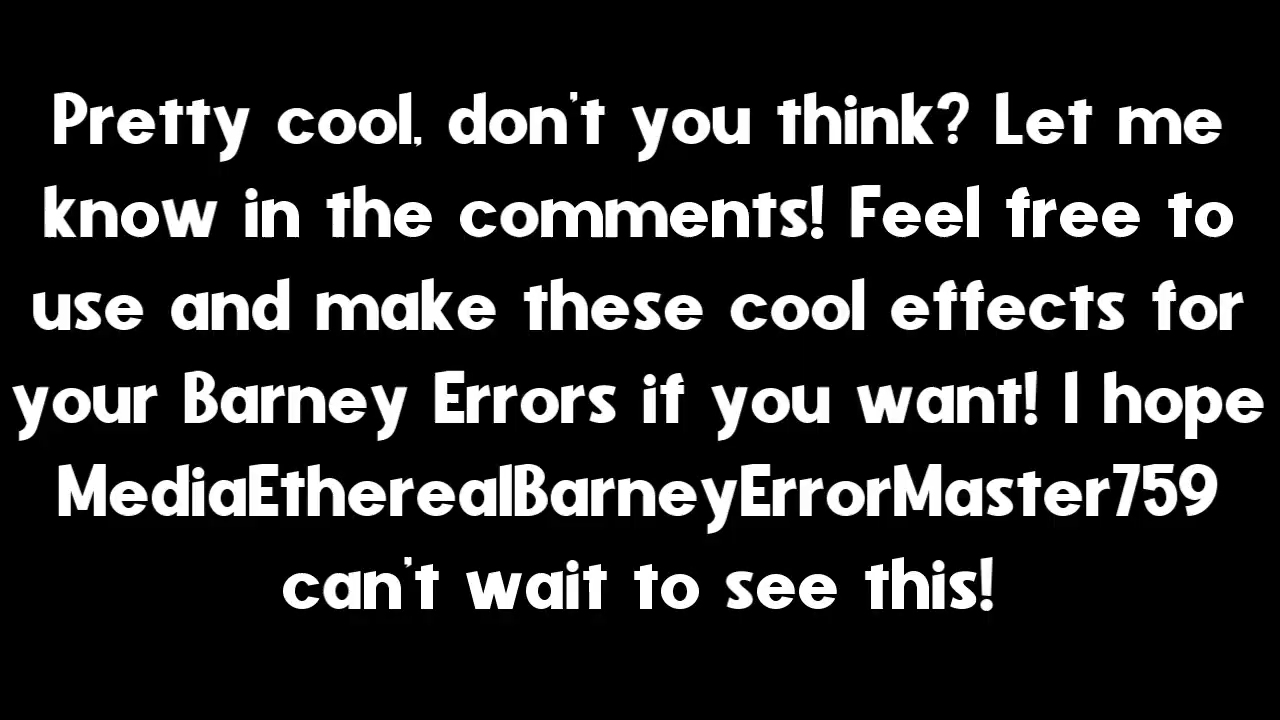 Pretty cool, don't you think? Let me
know in the comments! Feel free to
use and make these cool effects for
your Barney Errors if you want! I hope
MediaEtherealBarneyErrorMaster759
can't wait to see this!